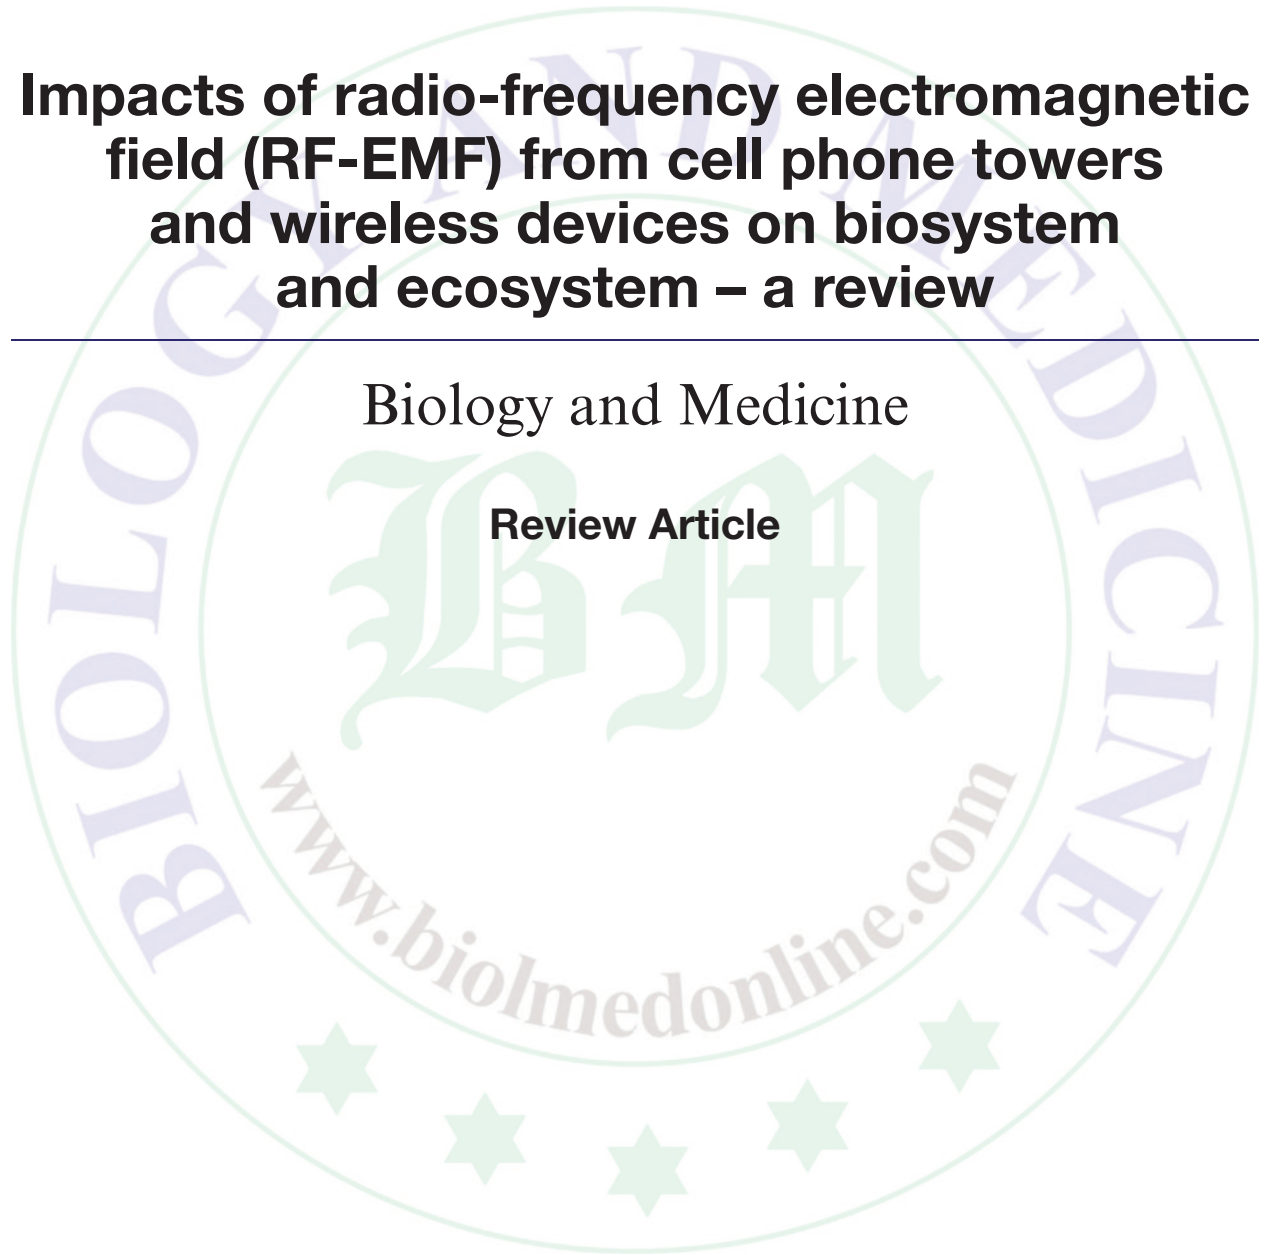 Impacts of radio-frequency electromagnetic
field (RF-EMF) from cell phone towers
and wireless devices on biosystem
and ecosystem – a review
Biology and Medicine
Review Article
BIOLOGY AND MEDICINE
BM
www.biolmedonline.com